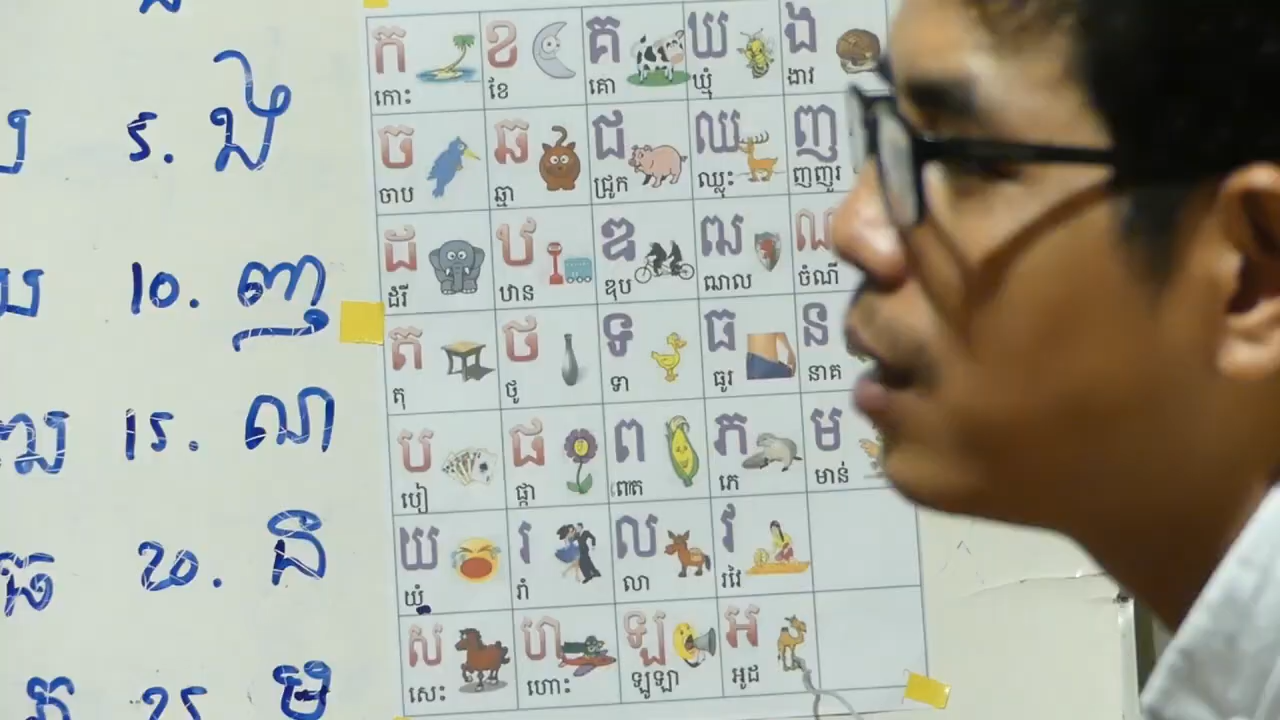 ក ខ គ ឃ ង
កោះ ខែ គោ ឃ្មុំ ងាវ
ច ឆ ជ ឈ ញ
ចាប ឆ្មា ជ្រូក ឈ្លុះ ញញួរ
ដ ឋ ឌ ឍ ណ
ដំរី ឋាន ឌុប ឍាល ចំណី
ត ថ ទ ធ ន
តុ ថូ ទា ធូរ នាគ
ប ផ ព ភ ម
បៀ ផ្កា ពោត ភេ មាន់
យ រ ល វ
យំ រាំ លា រវៃ
ស ហ ឡ អ
សេះ ហោះ ឡូឡា អូដ
៥. ង
១០. ញ
១៥. ណ
២០. ន
២៥. ម